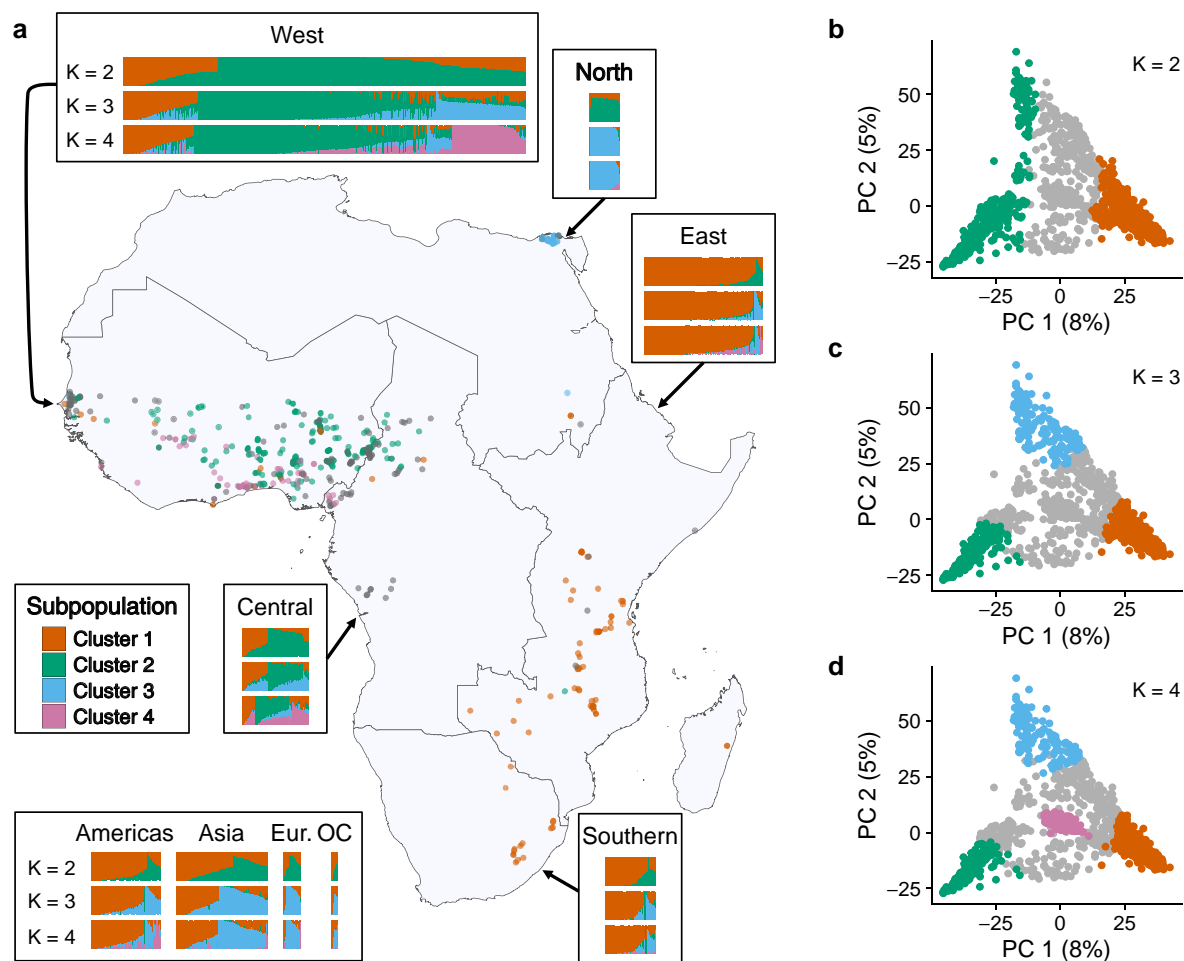 a
West
K = 2
K = 3
K = 4
North
East
Central
Subpopulation
Cluster 1
Cluster 2
Cluster 3
Cluster 4
Americas Asia Eur. OC
K = 2
K = 3
K = 4
Southern
b
K = 2
PC 2 (5%)
50
25
0
−25
−25 0 25
PC 1 (8%)
c
K = 3
PC 2 (5%)
50
25
0
−25
−25 0 25
PC 1 (8%)
d
K = 4
PC 2 (5%)
50
25
0
−25
−25 0 25
PC 1 (8%)